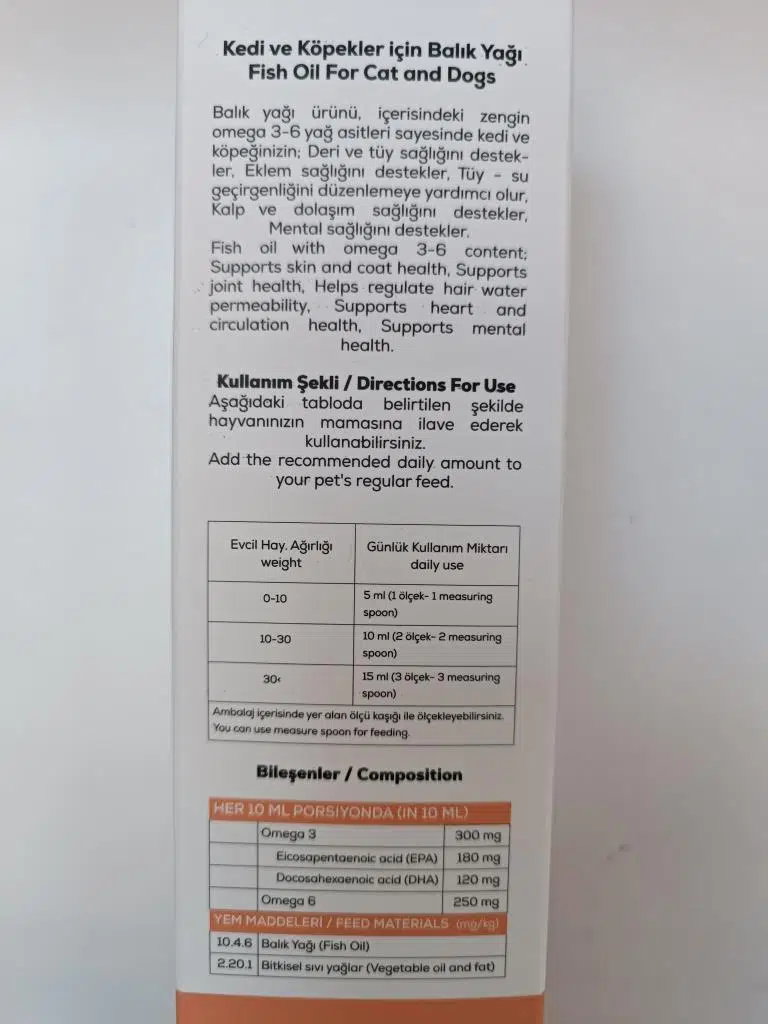 Kedi ve Köpekler için Balık Yağı
Fish Oil For Cat and Dogs
Balık yağı ürünü, içerisindeki zengin
omega 3-6 yağ asitleri sayesinde kedi ve
köpeğinizin; Deri ve tüy sağlığını destek-
ler, Eklem sağlığını destekler, Tüy - su
geçirgenliğini düzenlemeye yardımcı olur,
Kalp ve dolaşım sağlığını destekler,
Mental sağlığını destekler.
Fish oil with omega 3-6 content;
Supports skin and coat health, Supports
joint health, Helps regulate hair water
permeability, Supports heart and
circulation health, Supports mental
health.
Kullanım Şekli / Directions For Use
Aşağıdaki tabloda belirtilen şekilde
hayvanınızın mamasına ilave ederek
kullanabilirsiniz.
Add the recommended daily amount to
your pet's regular feed.
Evcil Hay. Ağırlığı
weight
Günlük Kullanım Miktarı
daily use
0-10
5 ml (1 ölçek- 1 measuring
spoon)
10-30
10 ml (2 ölçek- 2 measuring
spoon)
30<
15 ml (3 ölçek- 3 measuring
spoon)
Ambalaj içerisinde yer alan ölçü kaşığı ile ölçekleyebilirsiniz.
You can use measure spoon for feeding.
Bileşenler / Composition
HER 10 ML PORSİYONDA (IN 10 ML)
Omega 3 300 mg
Eicosapentaenoic acid (EPA) 180 mg
Docosahexaenoic acid (DHA) 120 mg
Omega 6 250 mg
YEM MADDELERİ / FEED MATERIALS (mg/kg)
10.4.6 Balık Yağı (Fish Oil)
2.20.1 Bitkisel sıvı yağlar (Vegetable oil and fat)